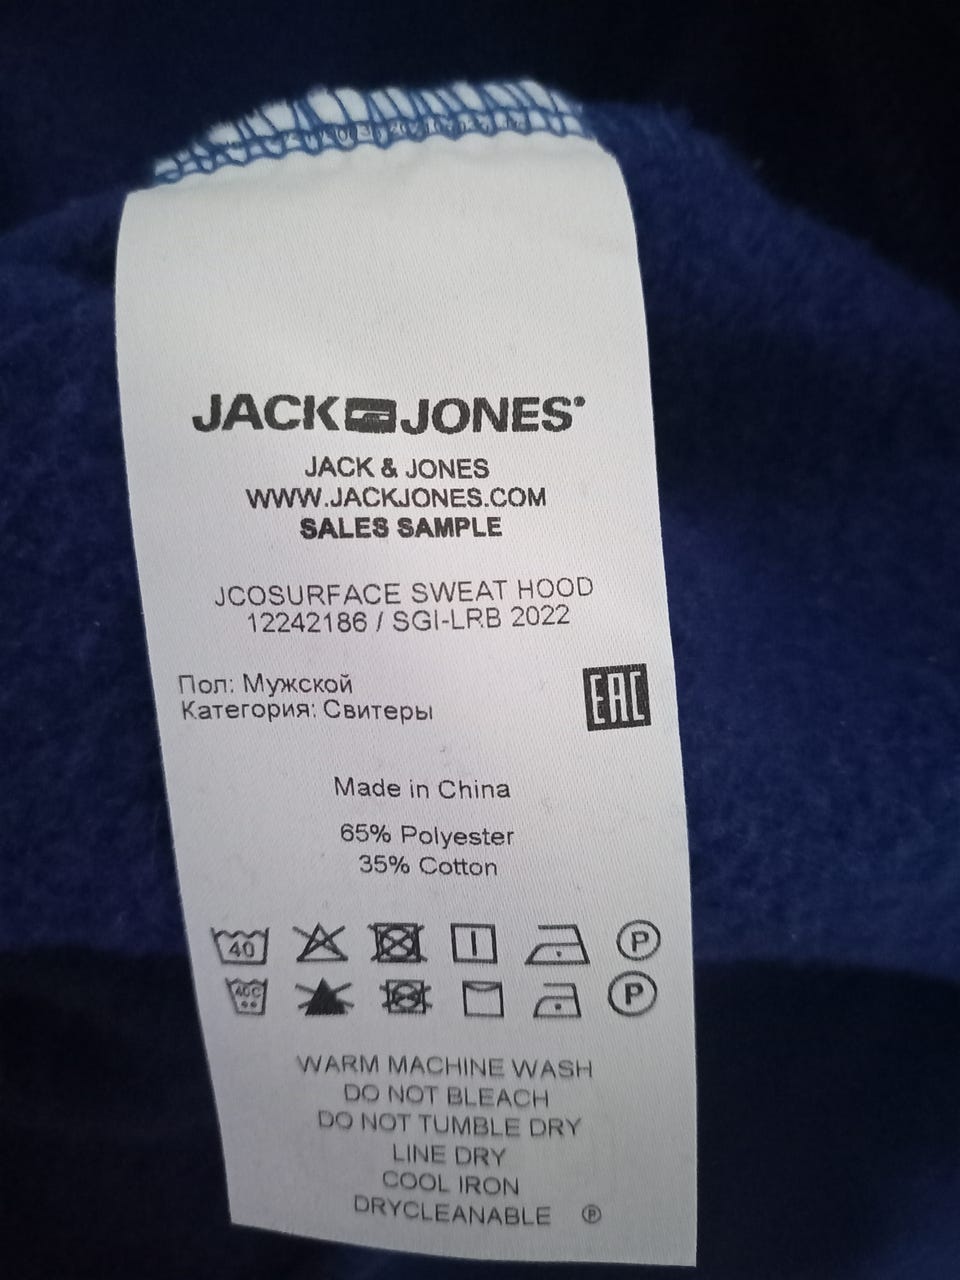 JACK JONES®
JACK & JONES
WWW.JACKJONES.COM
SALES SAMPLE
JCOSURFACE SWEAT HOOD
12242186 / SGI-LRB 2022
Пол: Мужской
Категория: Свитеры
EAC
Made in China
65% Polyester
35% Cotton
40 P
40C P
WARM MACHINE WASH
DO NOT BLEACH
DO NOT TUMBLE DRY
LINE DRY
COOL IRON
DRYCLEANABLE Ⓟ